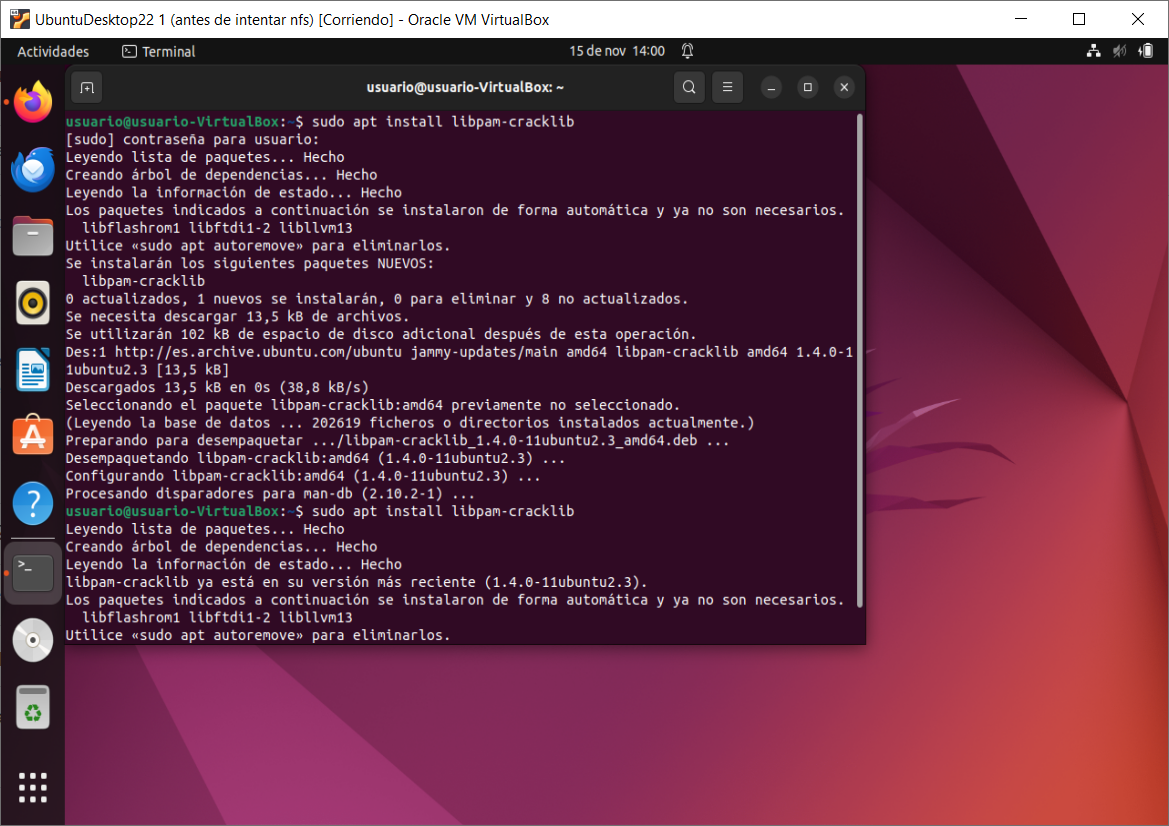 UbuntuDesktop22 1 (antes de intentar nfs) [Corriendo] - Oracle VM VirtualBox
Actividades Terminal 15 de nov 14:00
usuario@usuario-VirtualBox: ~
usuario@usuario-VirtualBox:~$ sudo apt install libpam-cracklib
[sudo] contraseña para usuario:
Leyendo lista de paquetes... Hecho
Creando árbol de dependencias... Hecho
Leyendo la información de estado... Hecho
Los paquetes indicados a continuación se instalaron de forma automática y ya no son necesarios.
  libflashrom1 libftdi1-2 libllvm13
Utilice «sudo apt autoremove» para eliminarlos.
Se instalarán los siguientes paquetes NUEVOS:
  libpam-cracklib
0 actualizados, 1 nuevos se instalarán, 0 para eliminar y 8 no actualizados.
Se necesita descargar 13,5 kB de archivos.
Se utilizarán 102 kB de espacio de disco adicional después de esta operación.
Des:1 http://es.archive.ubuntu.com/ubuntu jammy-updates/main amd64 libpam-cracklib amd64 1.4.0-1
1ubuntu2.3 [13,5 kB]
Descargados 13,5 kB en 0s (38,8 kB/s)
Seleccionando el paquete libpam-cracklib:amd64 previamente no seleccionado.
(Leyendo la base de datos ... 202619 ficheros o directorios instalados actualmente.)
Preparando para desempaquetar .../libpam-cracklib_1.4.0-11ubuntu2.3_amd64.deb ...
Desempaquetando libpam-cracklib:amd64 (1.4.0-11ubuntu2.3) ...
Configurando libpam-cracklib:amd64 (1.4.0-11ubuntu2.3) ...
Procesando disparadores para man-db (2.10.2-1) ...
usuario@usuario-VirtualBox:~$ sudo apt install libpam-cracklib
Leyendo lista de paquetes... Hecho
Creando árbol de dependencias... Hecho
Leyendo la información de estado... Hecho
libpam-cracklib ya está en su versión más reciente (1.4.0-11ubuntu2.3).
Los paquetes indicados a continuación se instalaron de forma automática y ya no son necesarios.
  libflashrom1 libftdi1-2 libllvm13
Utilice «sudo apt autoremove» para eliminarlos.